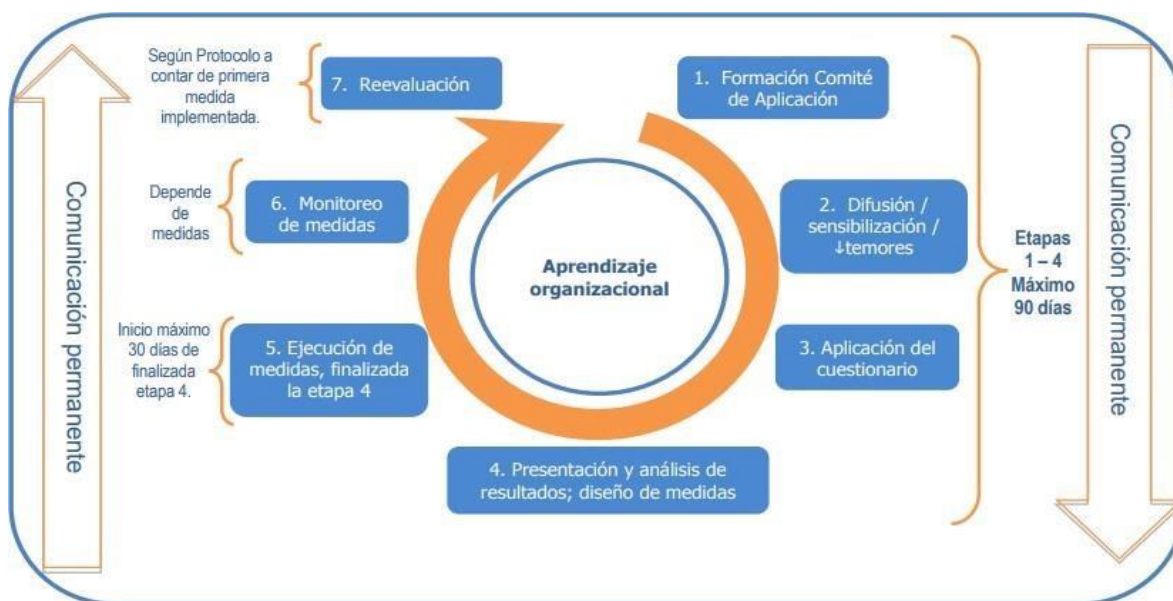 Comunicación permanente
Según Protocolo a
contar de primera
medida
implementada.
7. Reevaluación
1. Formación Comité
de Aplicación
Depende
de
medidas
6. Monitoreo
de medidas
2. Difusión /
sensibilización /
↓temores
Aprendizaje
organizacional
Etapas
1 – 4
Máximo
90 días
Inicio máximo
30 días de
finalizada
etapa 4.
5. Ejecución de
medidas, finalizada
la etapa 4
3. Aplicación del
cuestionario
4. Presentación y análisis de
resultados; diseño de medidas
Comunicación permanente